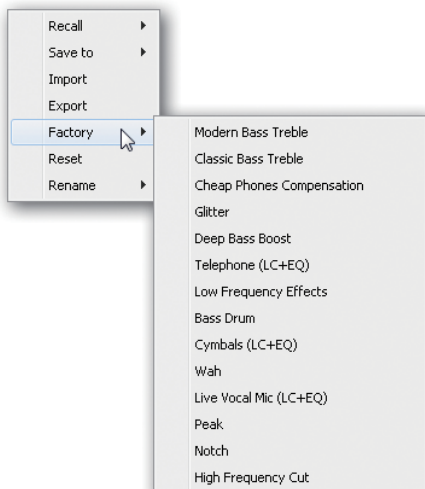 Recall
Save to
Import
Export
Factory
Reset
Rename
Modern Bass Treble
Classic Bass Treble
Cheap Phones Compensation
Glitter
Deep Bass Boost
Telephone (LC+EQ)
Low Frequency Effects
Bass Drum
Cymbals (LC+EQ)
Wah
Live Vocal Mic (LC+EQ)
Peak
Notch
High Frequency Cut